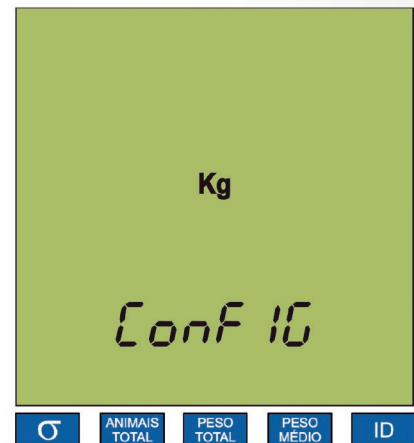 Kg
ConFIG
σ
ANIMAIS TOTAL
PESO TOTAL
PESO MÉDIO
ID